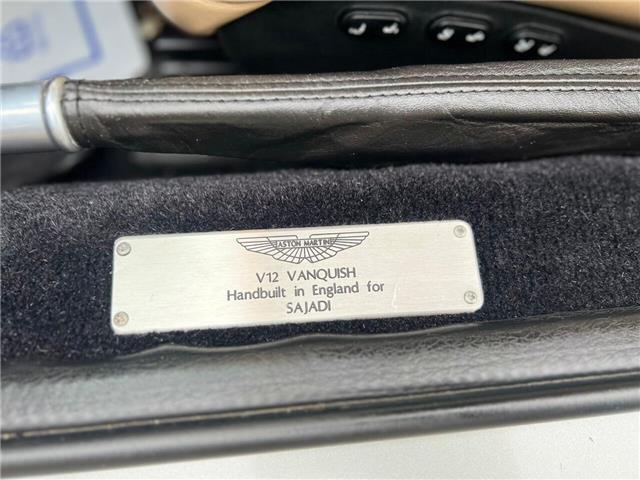 ASTON MARTIN
V12 VANQUISH
Handbuilt in England for
SAJADI